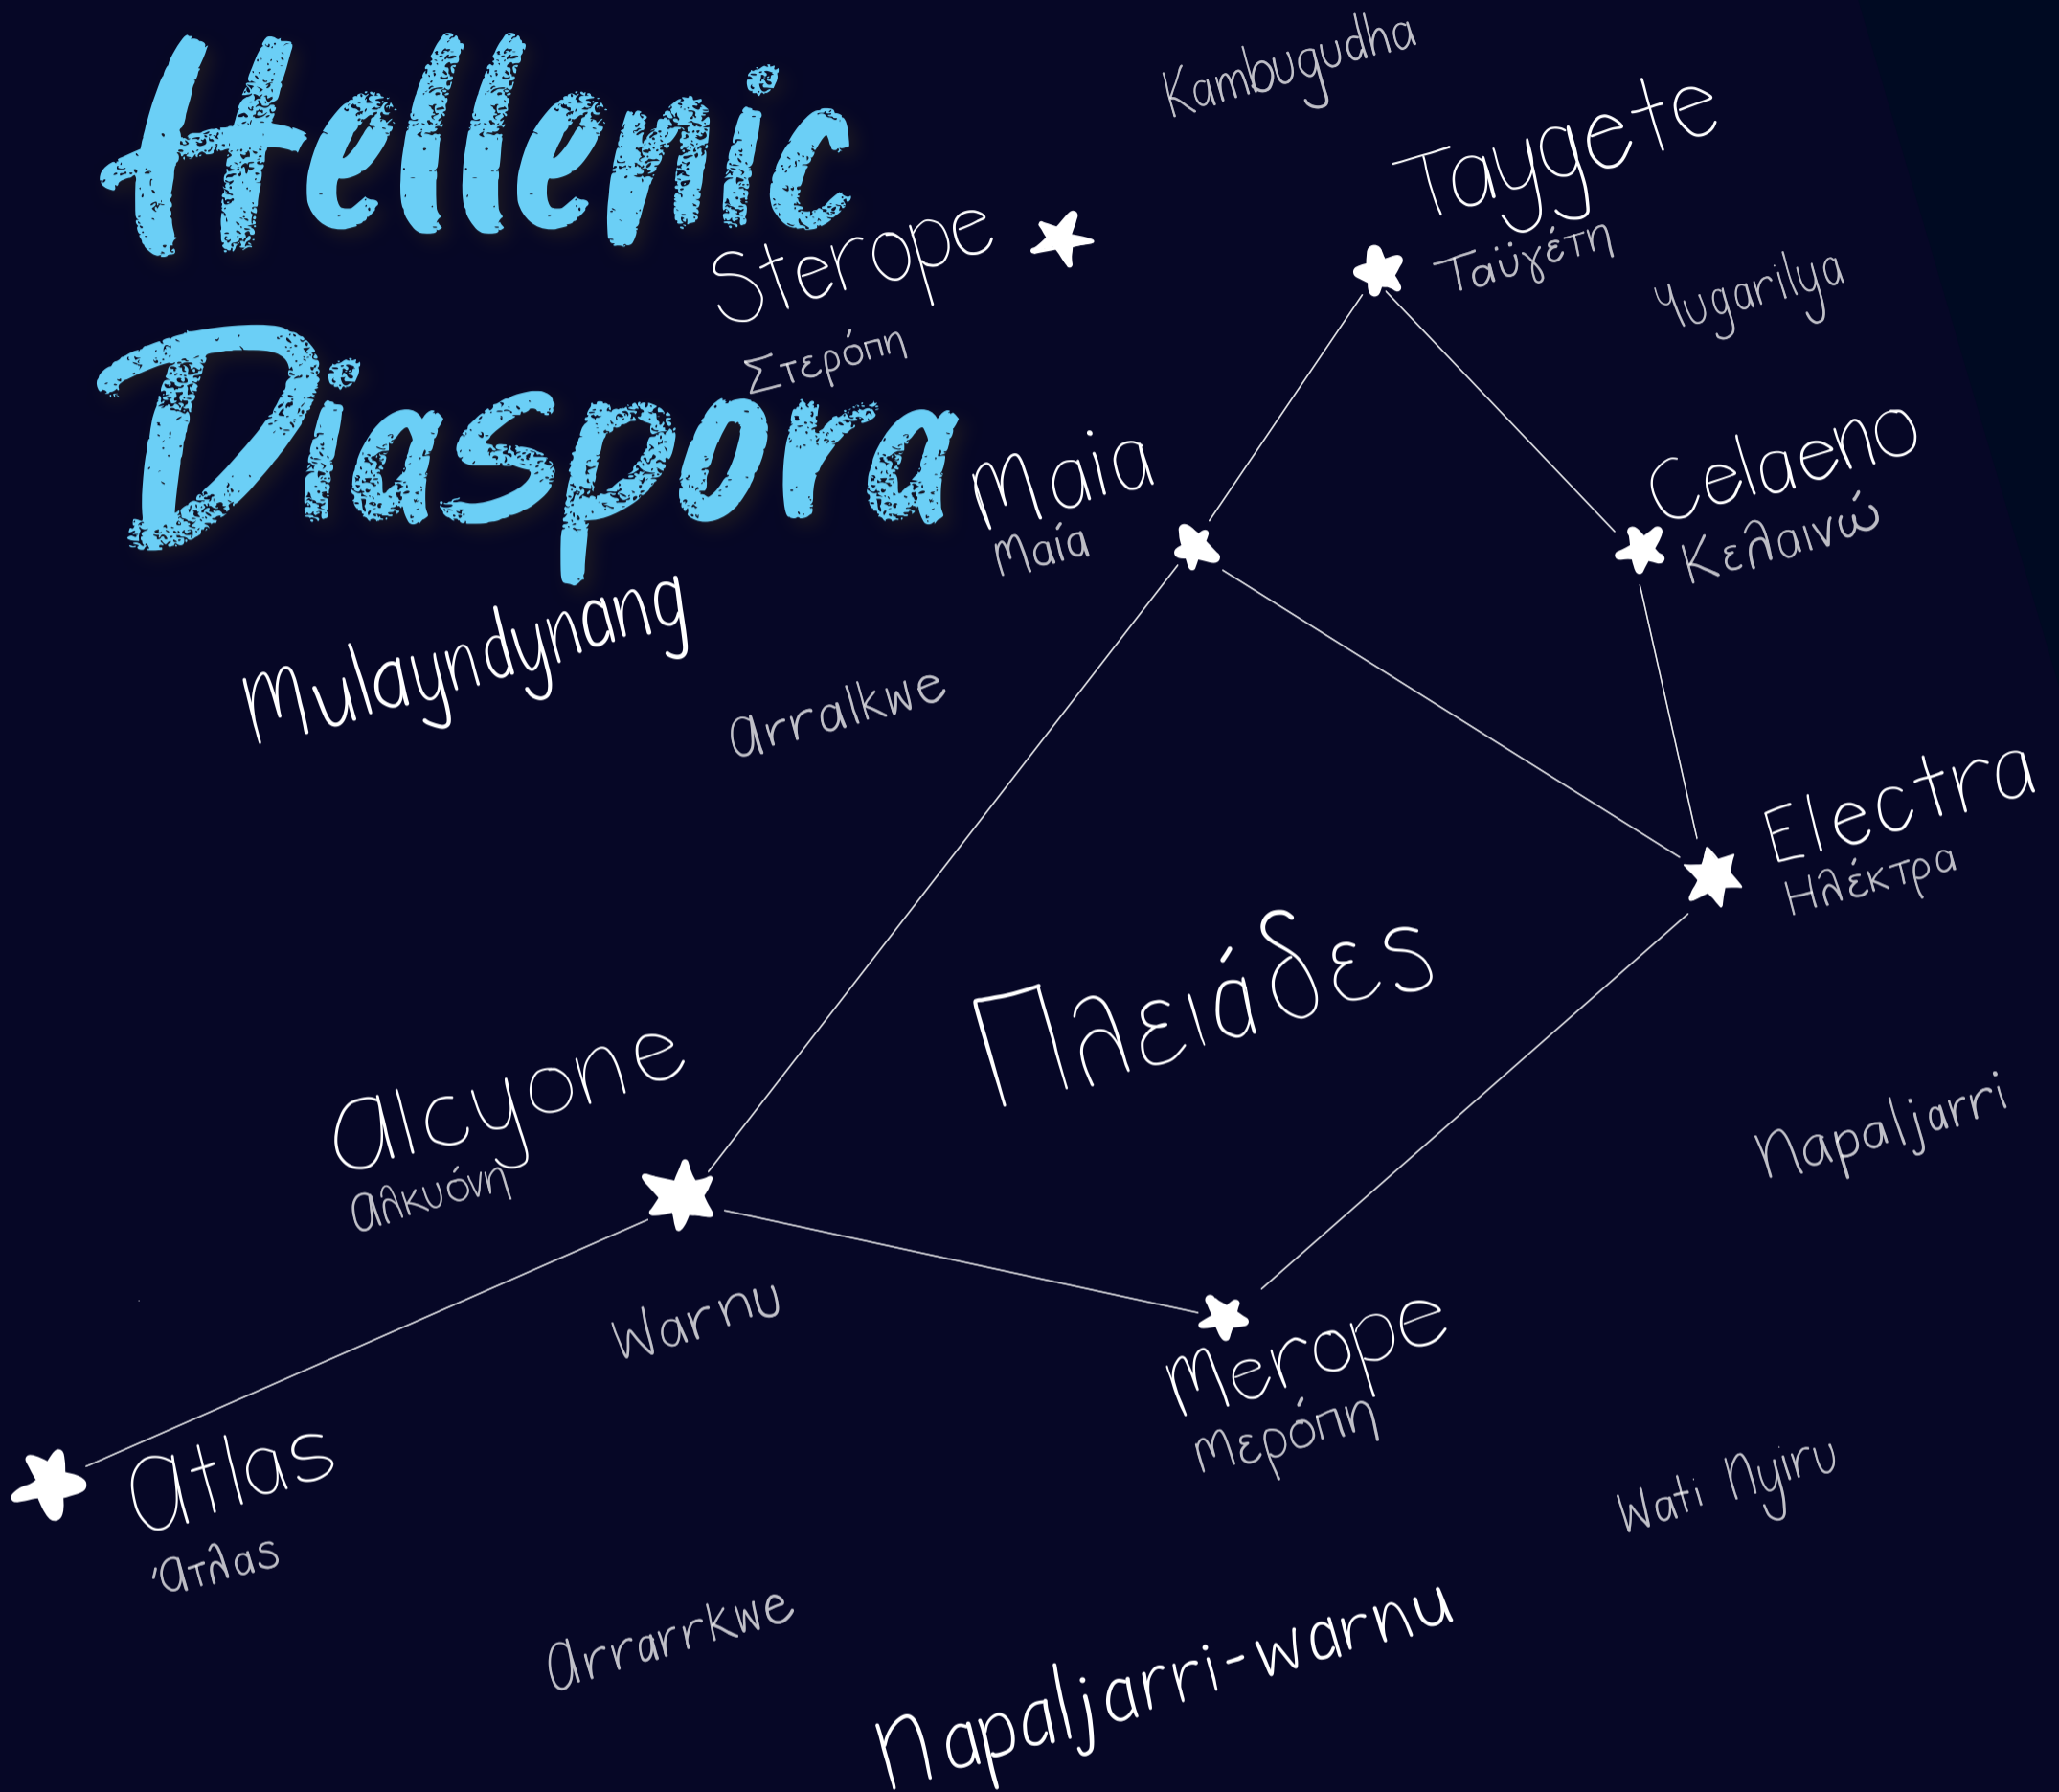 Hellenic
Diaspora
Kambugudha
Taygete
Ταϋγέτη
Yugarilya
Sterope
Στερόπη
Maia
Μαία
Celaeno
Κελαινώ
Mulayndynang
Arralkwe
Electra
Ηλέκτρα
Πλειάδες
Alcyone
Αλκυόνη
Napaljarri
Warnu
Merope
Μερόπη
Atlas
Άτλας
Wati Nyiru
Arrarrkwe
Napaljarri-warnu